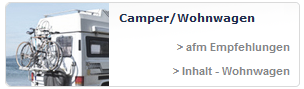 Camper/Wohnwagen
> afm Empfehlungen
> Inhalt - Wohnwagen